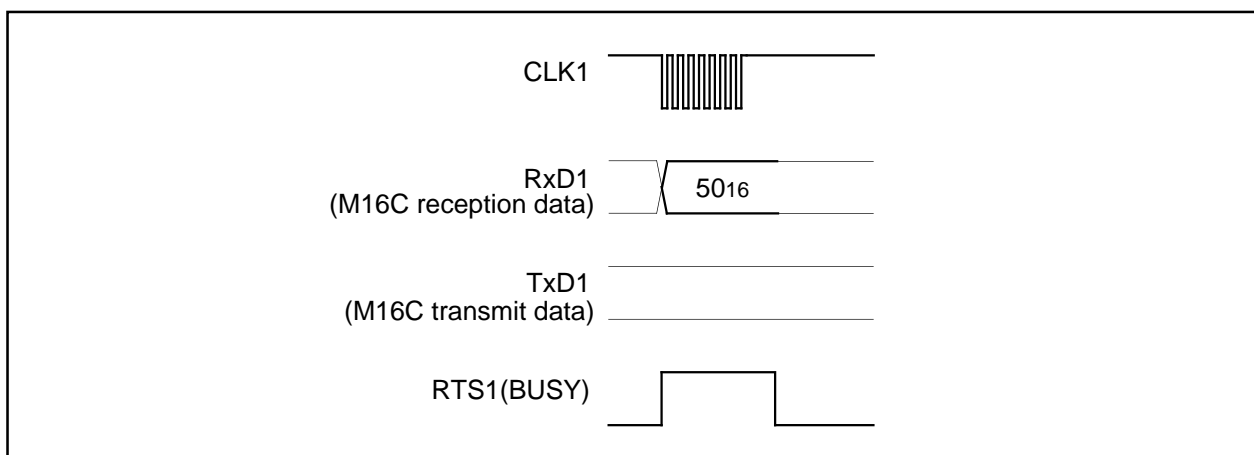 CLK1
RxD1
(M16C reception data)
5016
TxD1
(M16C transmit data)
RTS1(BUSY)